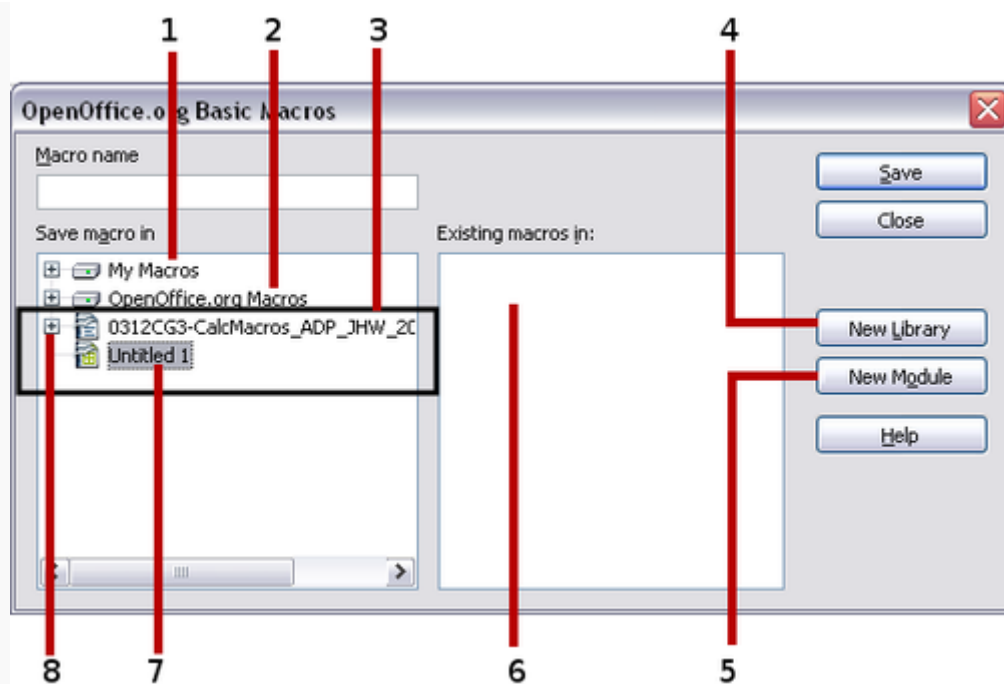 1 2 3 4
OpenOffice.org Basic Macros
Macro name
Save
Close
Save macro in
Existing macros in:
My Macros
OpenOffice.org Macros
0312CG3-CalcMacros_ADP_JHW_20
Untitled 1
New Library
New Module
Help
8 7 6 5